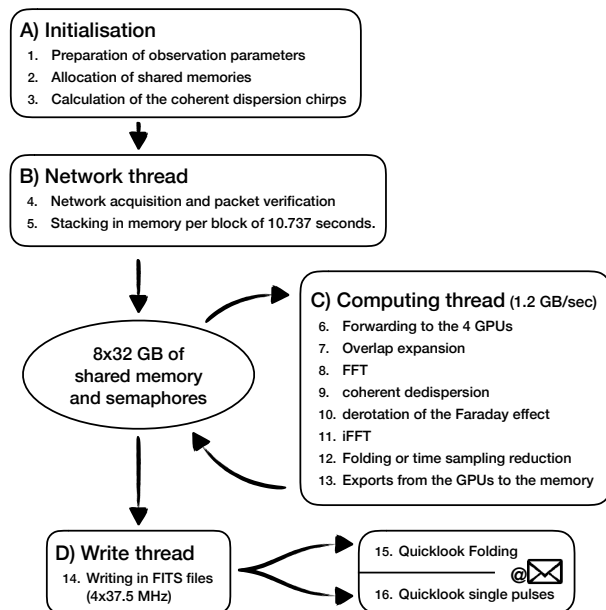 A) Initialisation
1. Preparation of observation parameters
2. Allocation of shared memories
3. Calculation of the coherent dispersion chirps
B) Network thread
4. Network acquisition and packet verification
5. Stacking in memory per block of 10.737 seconds.
8x32 GB of
shared memory
and semaphores
C) Computing thread (1.2 GB/sec)
6. Forwarding to the 4 GPUs
7. Overlap expansion
8. FFT
9. coherent dedispersion
10. derotation of the Faraday effect
11. iFFT
12. Folding or time sampling reduction
13. Exports from the GPUs to the memory
D) Write thread
14. Writing in FITS files
(4x37.5 MHz)
15. Quicklook Folding
@
16. Quicklook single pulses